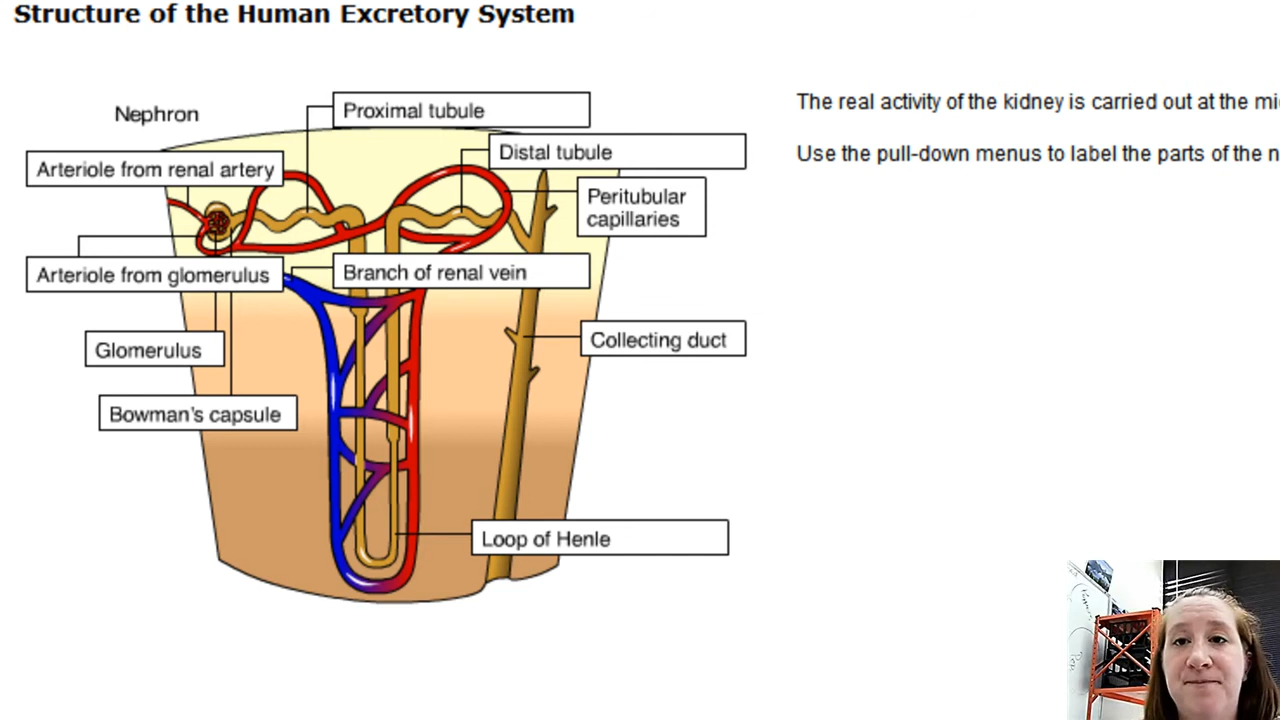 Structure of the Human Excretory System
Nephron
Proximal tubule
Arteriole from renal artery
Distal tubule
Peritubular
capillaries
Arteriole from glomerulus
Branch of renal vein
Glomerulus
Collecting duct
Bowman's capsule
Loop of Henle
The real activity of the kidney is carried out at the
Use the pull-down menus to label the parts of the